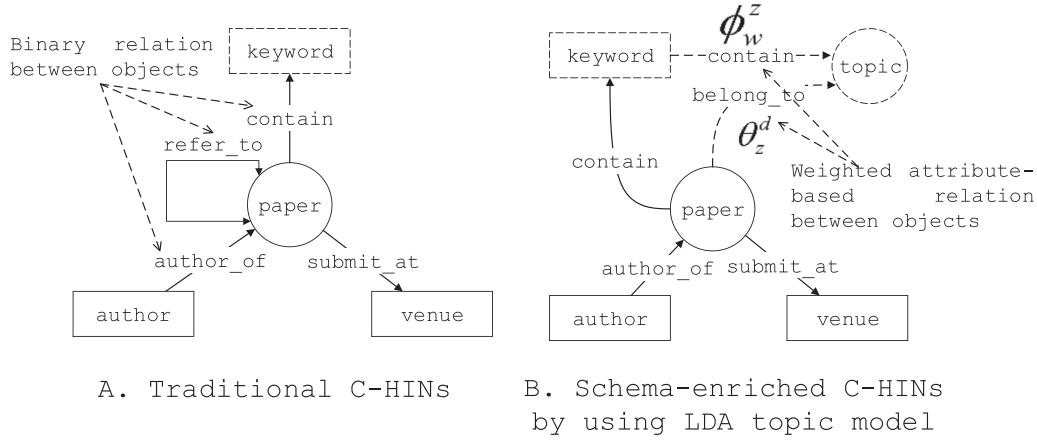 Binary relation
between objects
keyword
contain
refer_to
paper
author_of
submit_at
author
venue
A. Traditional C-HINs
ϕ_w^z
keyword
contain
topic
belong_to
θ_z^d
contain
Weighted attribute-
based relation
between objects
paper
author_of
submit_at
author
venue
B. Schema-enriched C-HINs
by using LDA topic model